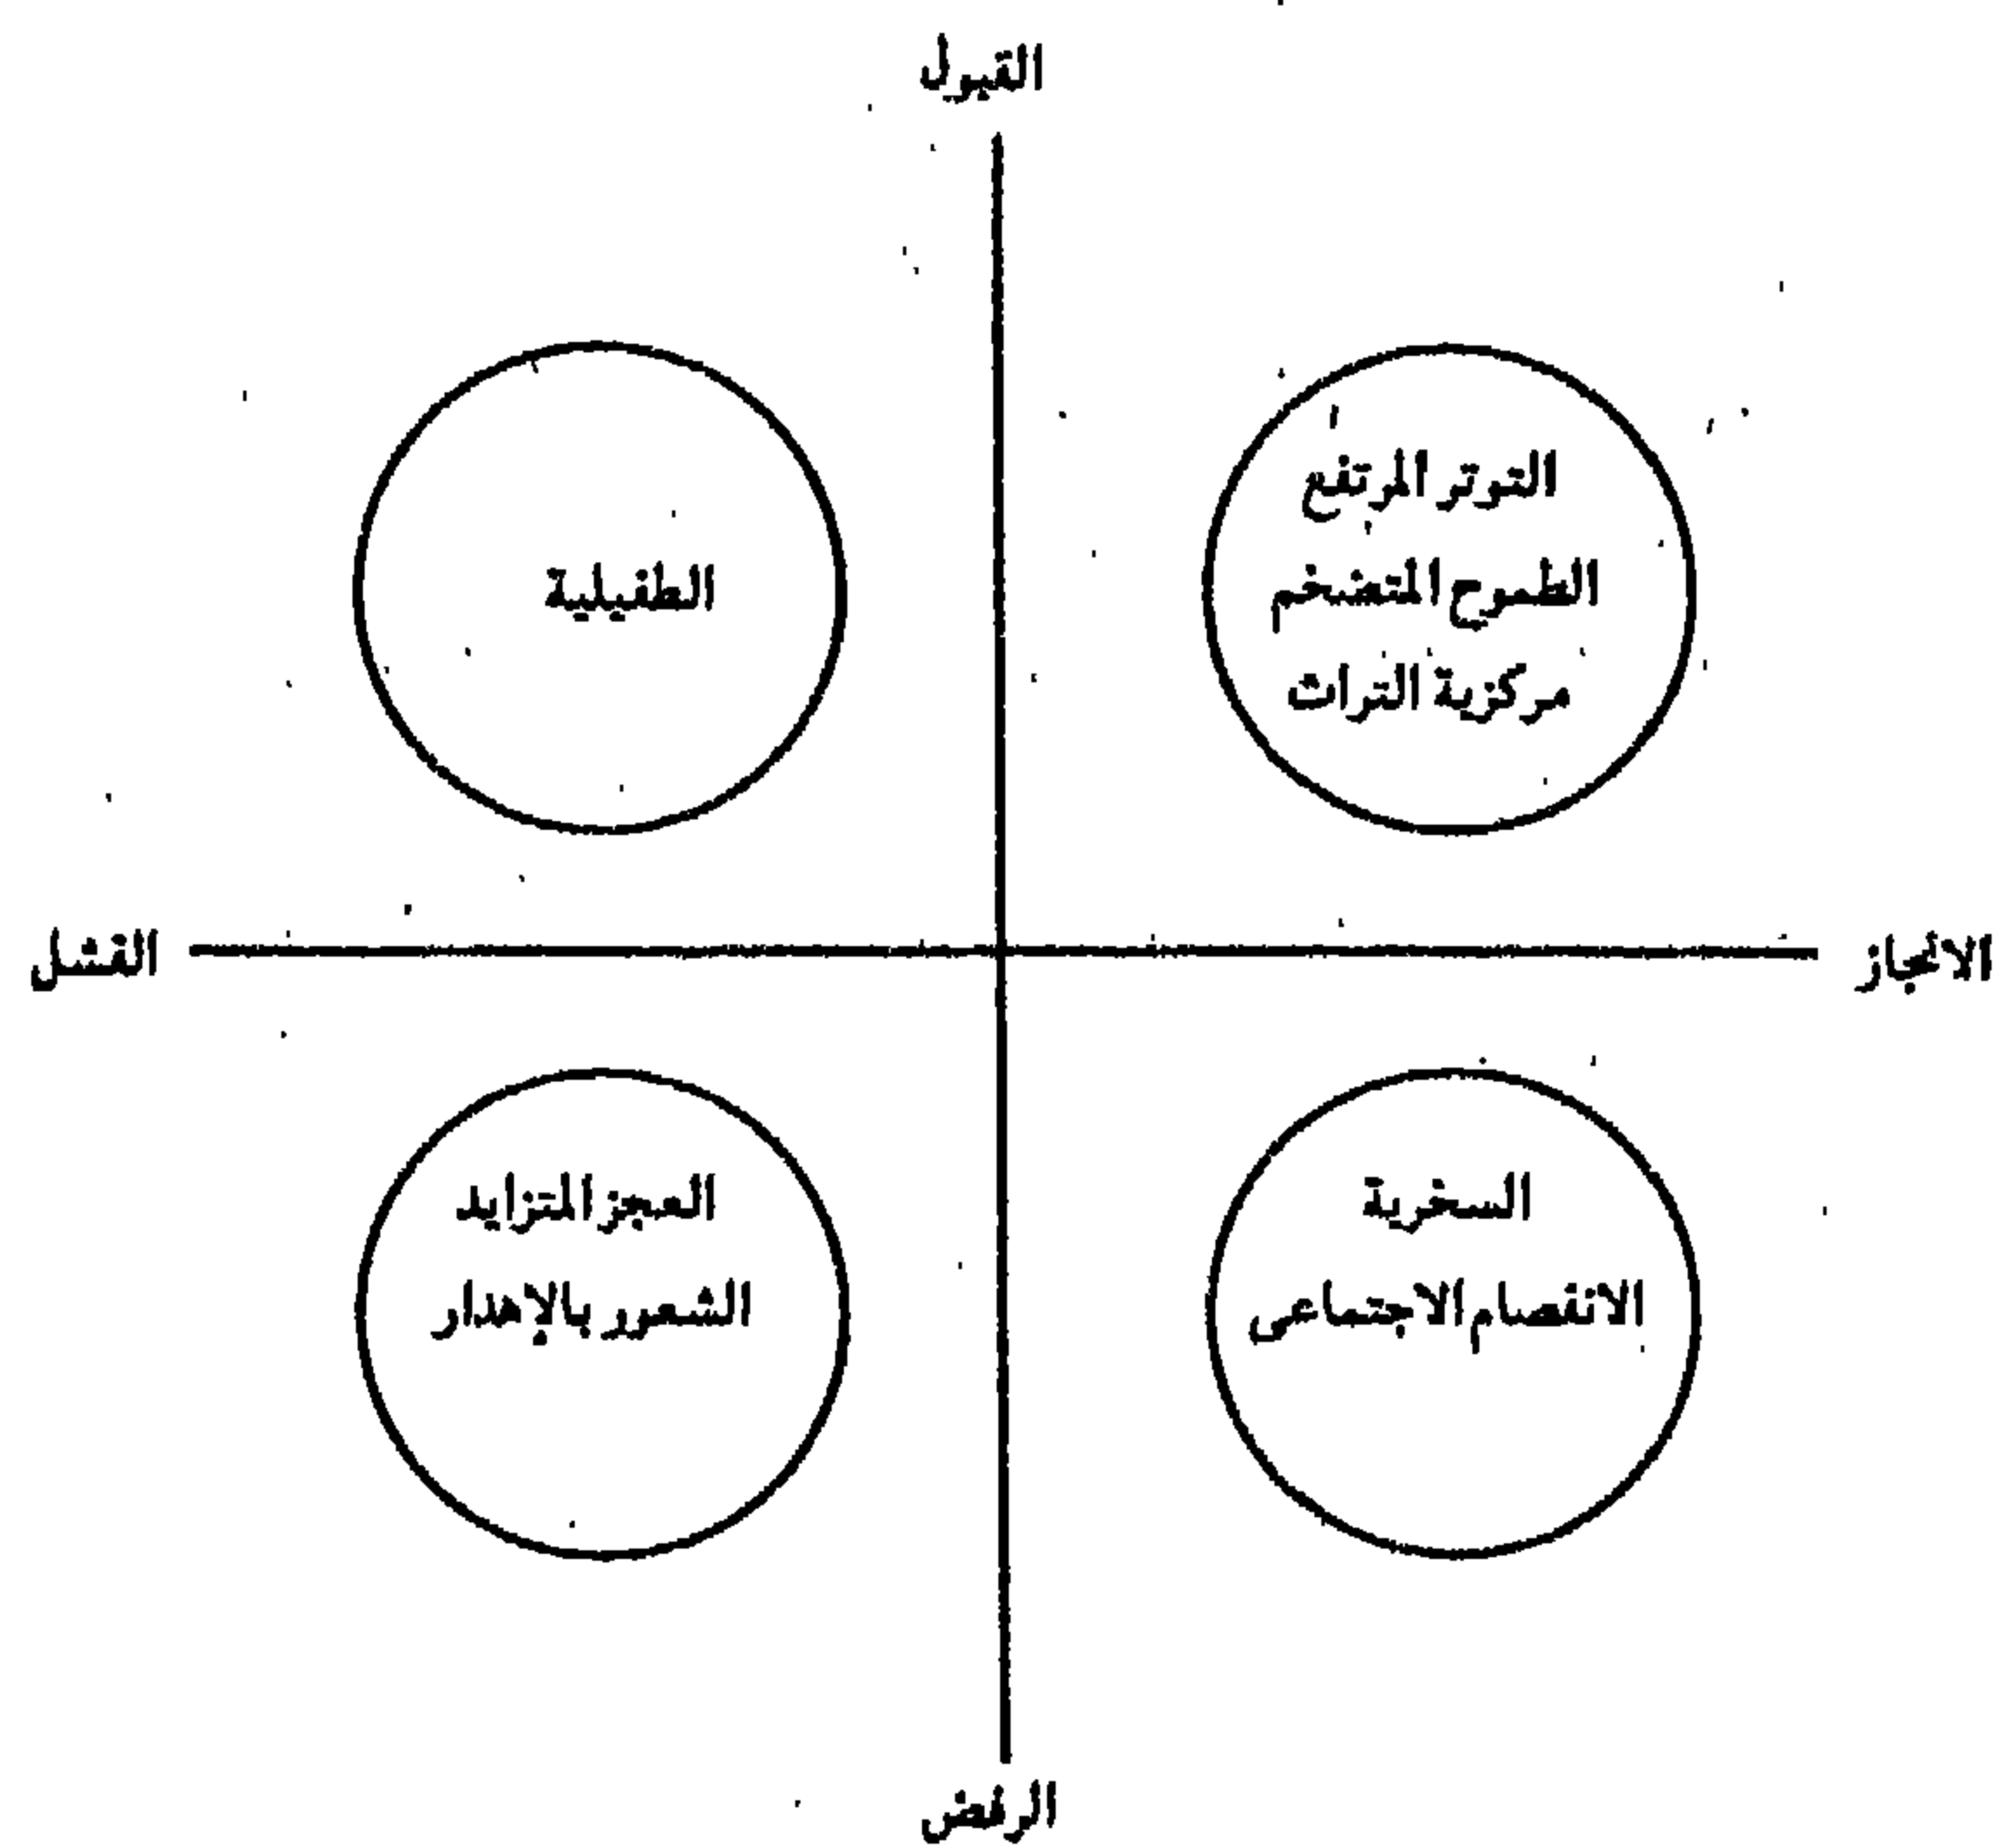 القبول
التوتر المرتفع
الطموح المتضخم
مركزية التراث
الطفيلية
الانجاز
الفشل
السخرية
الانفصام الاجتماعى
العجز المتزايد
الشعور بالإهدار
الرفض